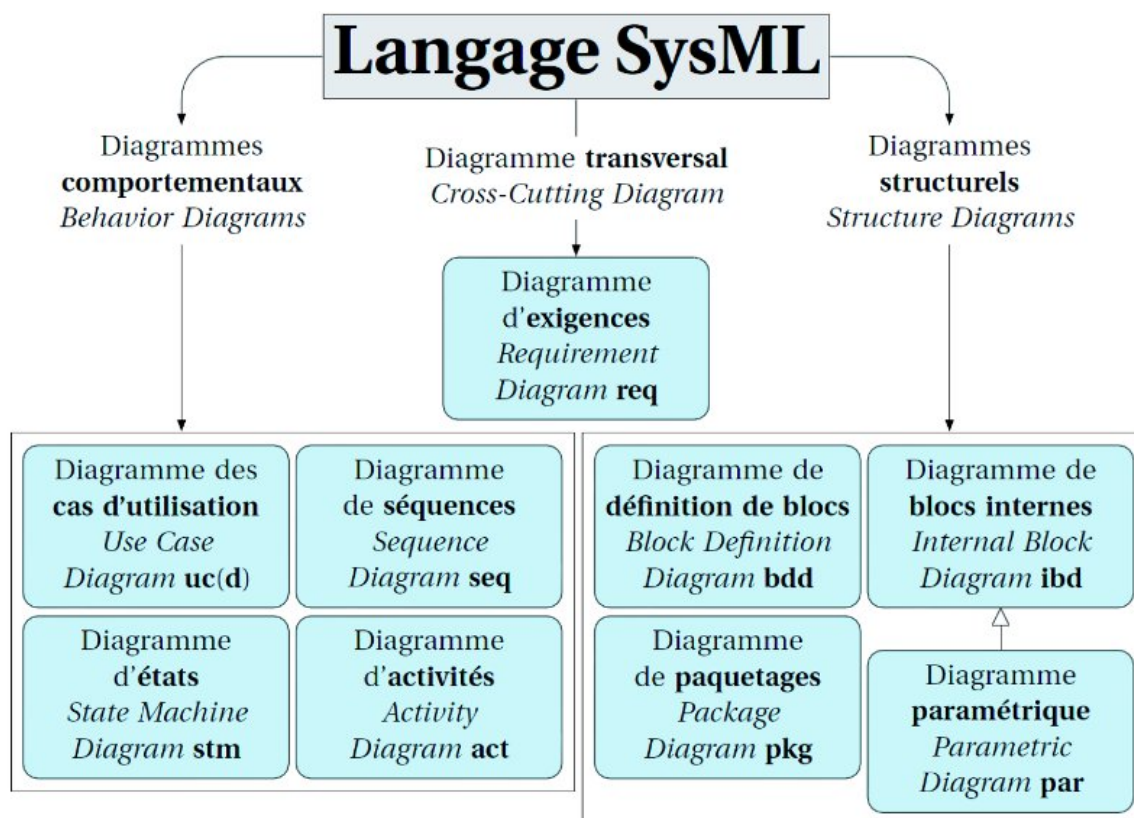 Langage SysML
Diagrammes
comportementaux
Behavior Diagrams
Diagramme transversal
Cross-Cutting Diagram
Diagrammes
structurels
Structure Diagrams
Diagramme
d'exigences
Requirement
Diagram req
Diagramme des
cas d'utilisation
Use Case
Diagram uc(d)
Diagramme
de séquences
Sequence
Diagram seq
Diagramme
d'états
State Machine
Diagram stm
Diagramme
d'activités
Activity
Diagram act
Diagramme de
définition de blocs
Block Definition
Diagram bdd
Diagramme de
blocs internes
Internal Block
Diagram ibd
Diagramme
de paquetages
Package
Diagram pkg
Diagramme
paramétrique
Parametric
Diagram par